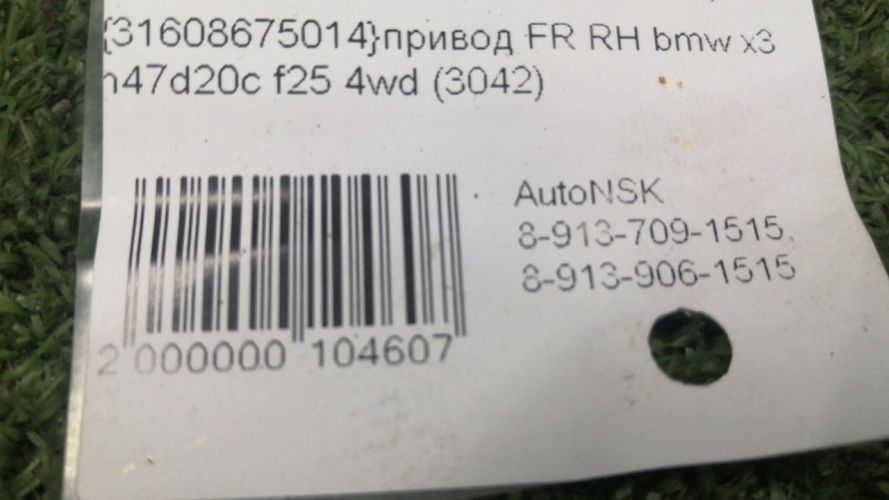 {31608675014}привод FR RH bmw x3
n47d20c f25 4wd (3042)
AutoNSK
8-913-709-1515,
8-913-906-1515
2 000000 104607